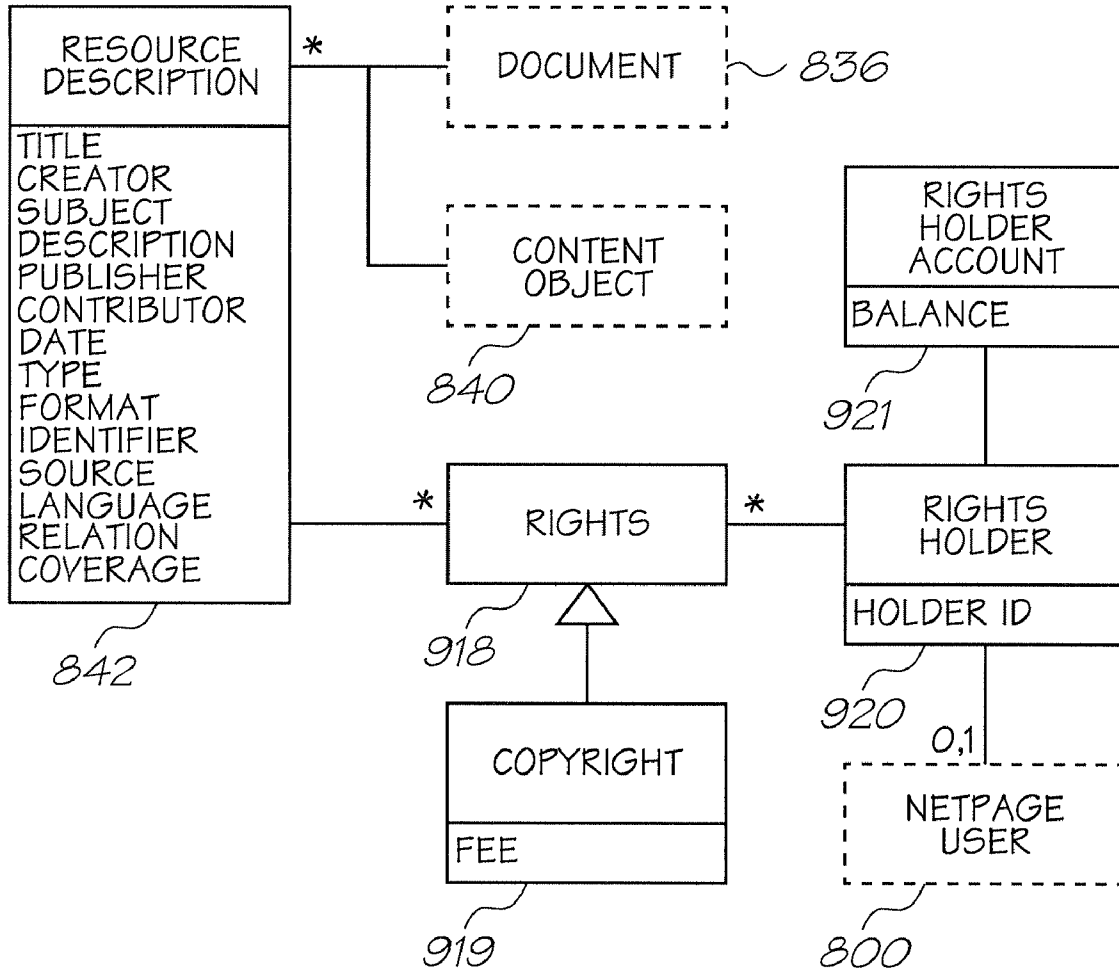 RESOURCE
DESCRIPTION
TITLE
CREATOR
SUBJECT
DESCRIPTION
PUBLISHER
CONTRIBUTOR
DATE
TYPE
FORMAT
IDENTIFIER
SOURCE
LANGUAGE
RELATION
COVERAGE
842
*
DOCUMENT
836
CONTENT
OBJECT
840
RIGHTS
HOLDER
ACCOUNT
BALANCE
921
*
RIGHTS
918
*
RIGHTS
HOLDER
HOLDER ID
920
COPYRIGHT
FEE
919
0,1
NETPAGE
USER
800